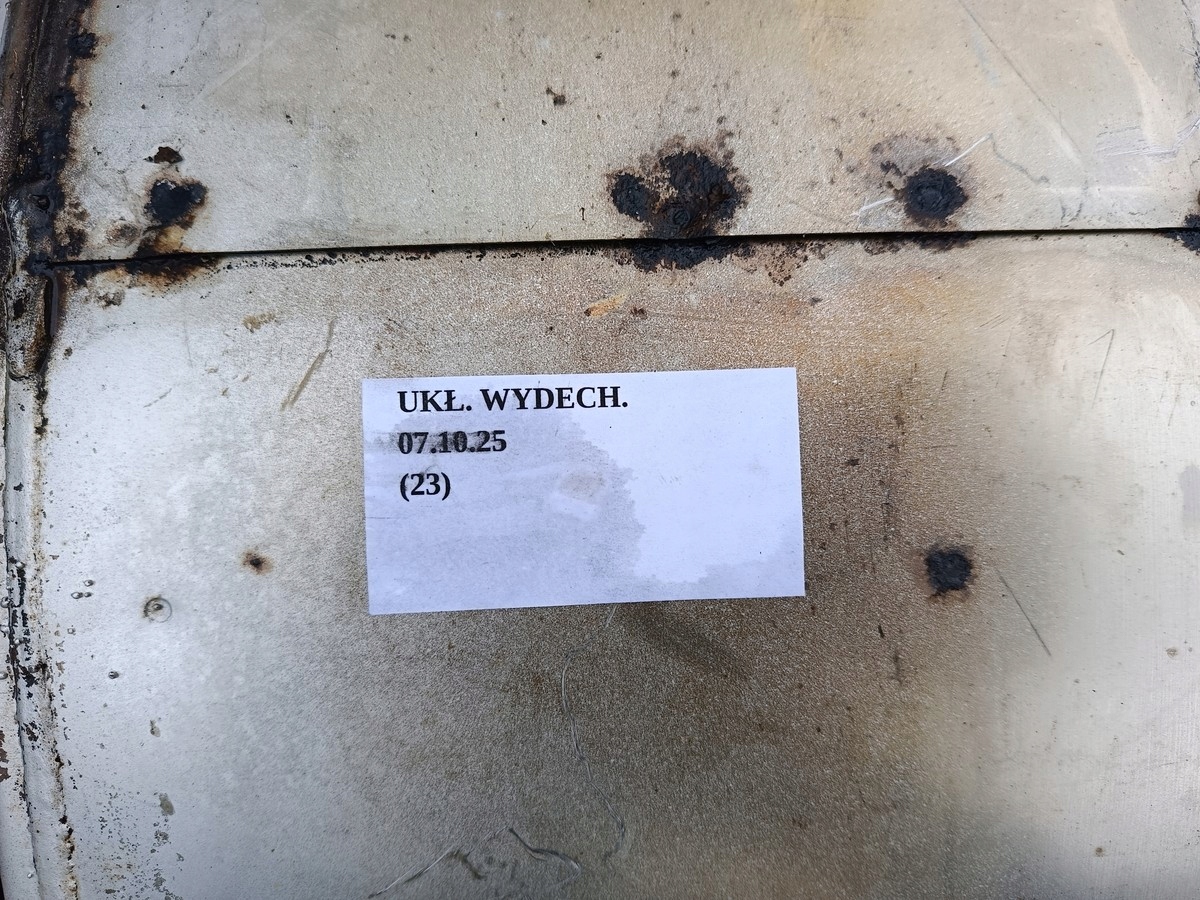 UKŁ. WYDECH.
07.10.25
(23)